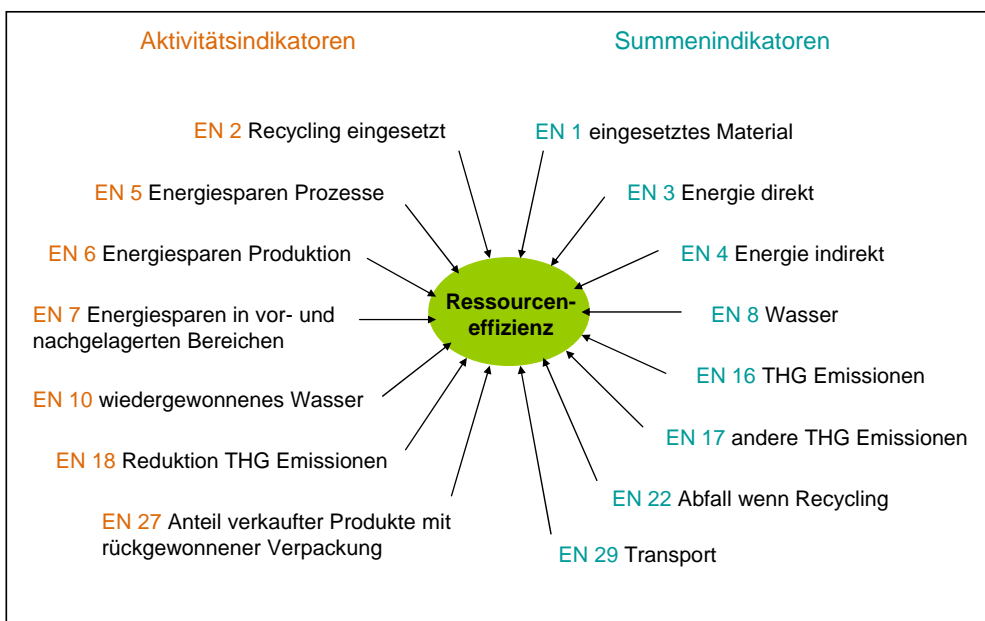 Aktivitätsindikatoren
Summenindikatoren
EN 2 Recycling eingesetzt
EN 5 Energiesparen Prozesse
EN 6 Energiesparen Produktion
EN 7 Energiesparen in vor- und
nachgelagerten Bereichen
EN 10 wiedergewonnenes Wasser
EN 18 Reduktion THG Emissionen
EN 27 Anteil verkaufter Produkte mit
rückgewonnener Verpackung
Ressourcen-
effizienz
EN 1 eingesetztes Material
EN 3 Energie direkt
EN 4 Energie indirekt
EN 8 Wasser
EN 16 THG Emissionen
EN 17 andere THG Emissionen
EN 22 Abfall wenn Recycling
EN 29 Transport